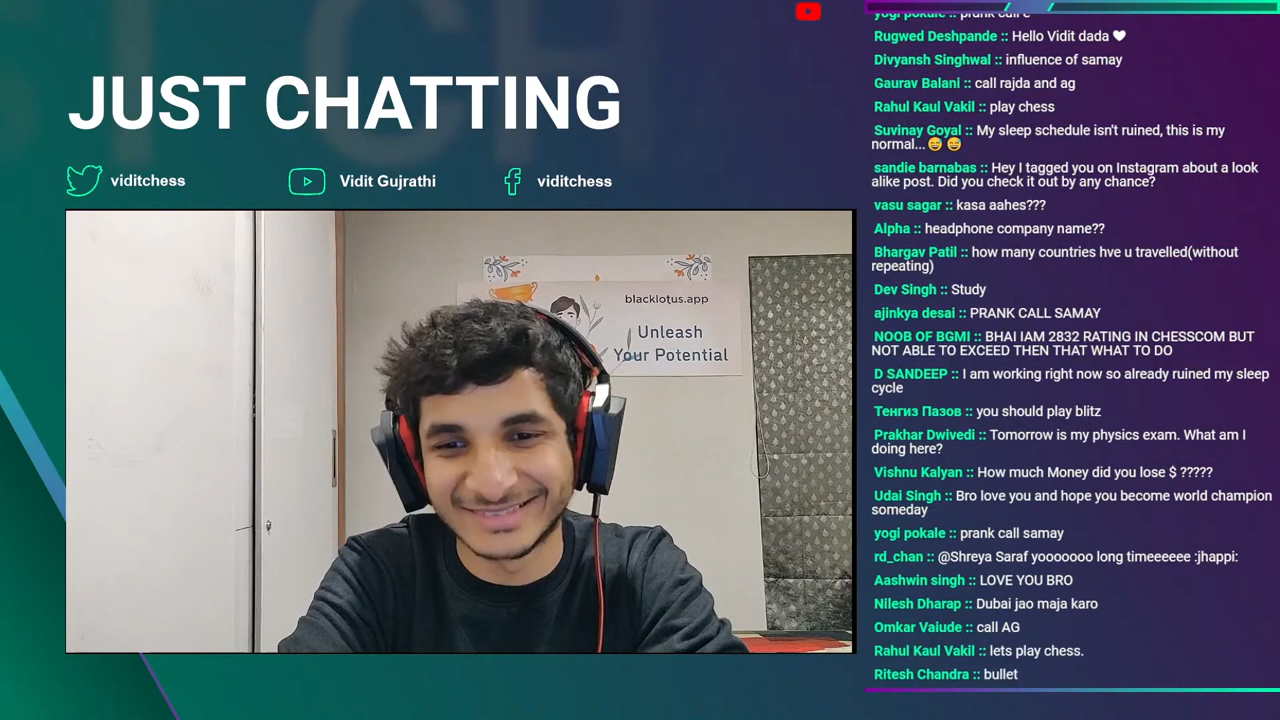 JUST CHATTING
viditchess
Vidit Gujrathi
viditchess
blacklotus.app
Unleash
Your Potential
yogi pokale :: prank call e
Rugwed Deshpande :: Hello Vidit dada 🖤
Divyansh Singhwal :: influence of samay
Gaurav Balani :: call rajda and ag
Rahul Kaul Vakil :: play chess
Suvinay Goyal :: My sleep schedule isn't ruined, this is my
normal... 😅 😅
sandie barnabas :: Hey I tagged you on Instagram about a look
alike post. Did you check it out by any chance?
vasu sagar :: kasa aahes???
Alpha :: headphone company name??
Bhargav Patil :: how many countries hve u travelled(without
repeating)
Dev Singh :: Study
ajinkya desai :: PRANK CALL SAMAY
NOOB OF BGMI :: BHAI IAM 2832 RATING IN CHESSCOM BUT
NOT ABLE TO EXCEED THEN THAT WHAT TO DO
D SANDEEP :: I am working right now so already ruined my sleep
cycle
Тенгиз Пазов :: you should play blitz
Prakhar Dwivedi :: Tomorrow is my physics exam. What am I
doing here?
Vishnu Kalyan :: How much Money did you lose $ ?????
Udai Singh :: Bro love you and hope you become world champion
someday
yogi pokale :: prank call samay
rd_chan :: @Shreya Saraf yooooooo long timeeeeee :jhappi:
Aashwin singh :: LOVE YOU BRO
Nilesh Dharap :: Dubai jao maja karo
Omkar Vaiude :: call AG
Rahul Kaul Vakil :: lets play chess.
Ritesh Chandra :: bullet